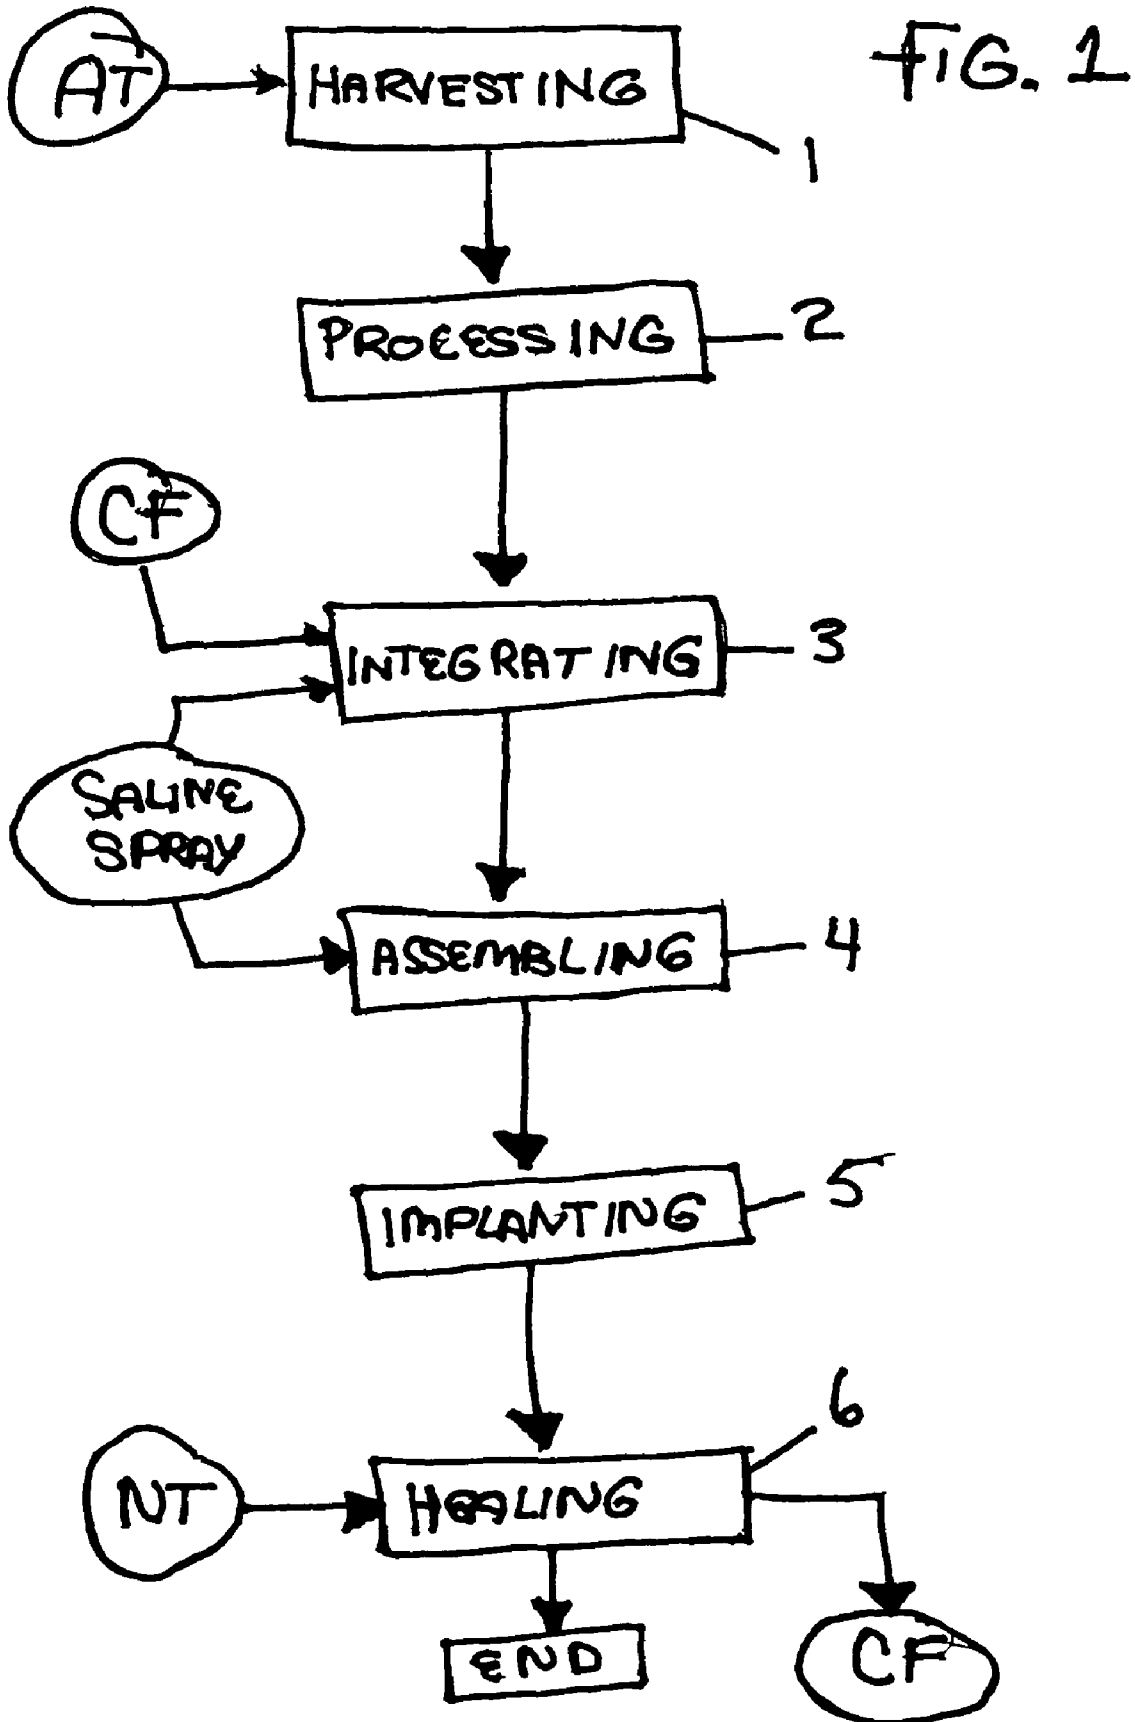 AT
HARVESTING
FIG. 1
1
PROCESSING
2
CF
INTEGRATING
3
SALINE
SPRAY
ASSEMBLING
4
IMPLANTING
5
6
NT
HEALING
END
CF